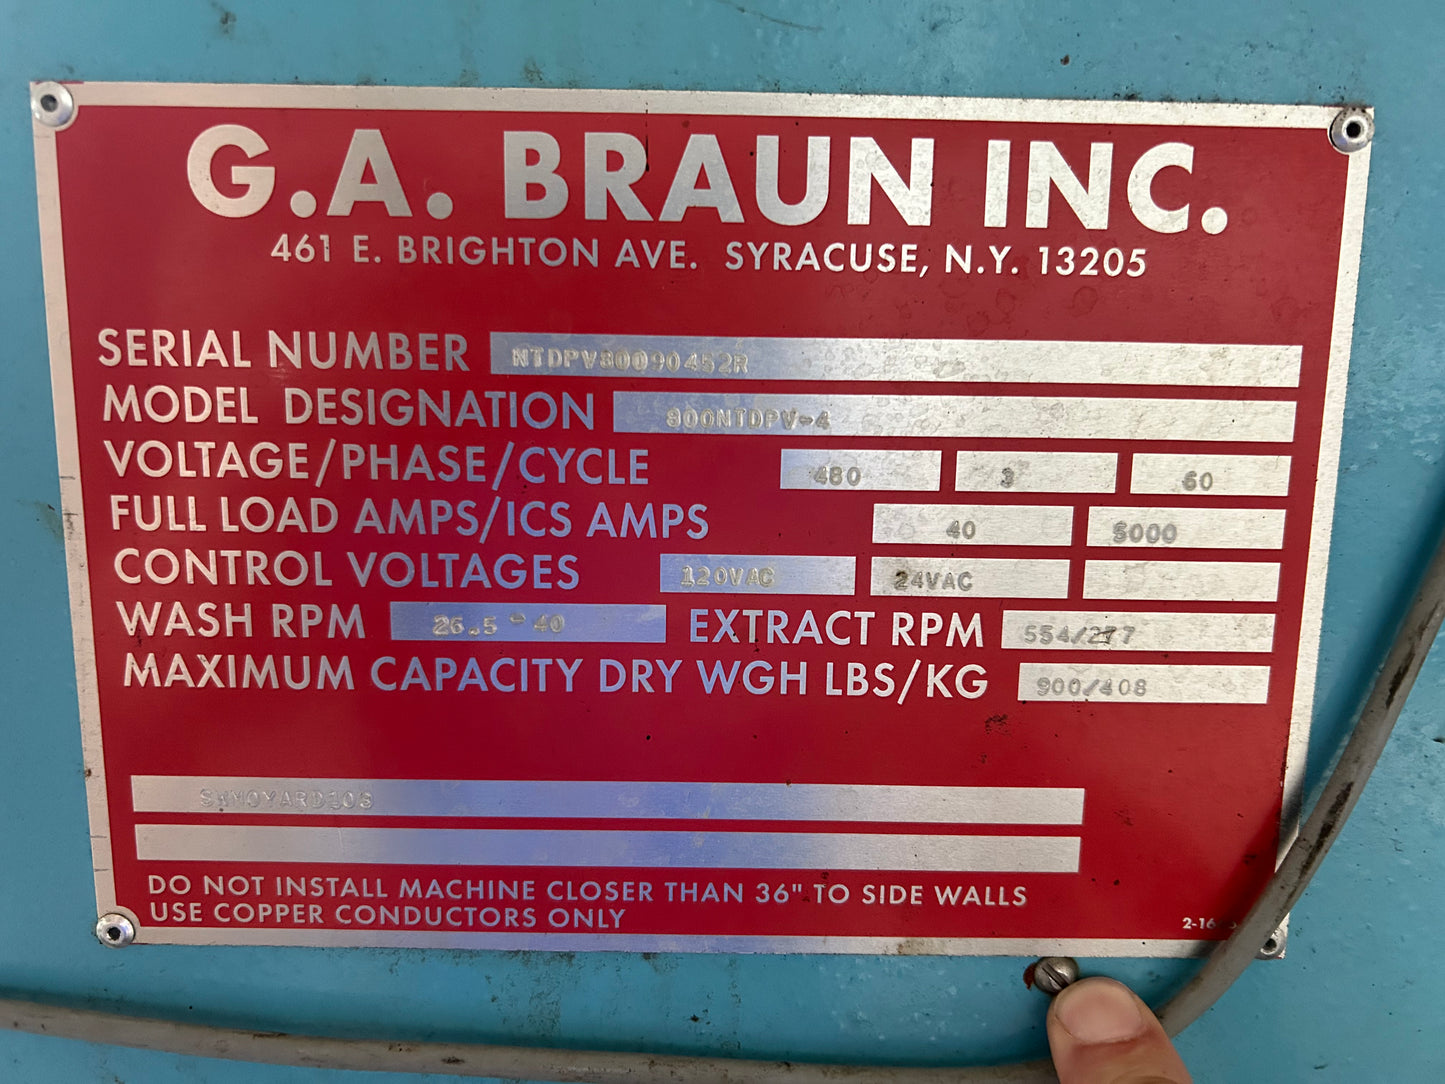 G.A. BRAUN INC.
461 E. BRIGHTON AVE. SYRACUSE, N.Y. 13205
SERIAL NUMBER NTDPV80090452R
MODEL DESIGNATION 800NTDPV-4
VOLTAGE/PHASE/CYCLE 480 3 60
FULL LOAD AMPS/ICS AMPS 40 5000
CONTROL VOLTAGES 120VAC 24VAC
WASH RPM 26.5 - 40 EXTRACT RPM 554/277
MAXIMUM CAPACITY DRY WGH LBS/KG 900/408
DO NOT INSTALL MACHINE CLOSER THAN 36" TO SIDE WALLS
USE COPPER CONDUCTORS ONLY